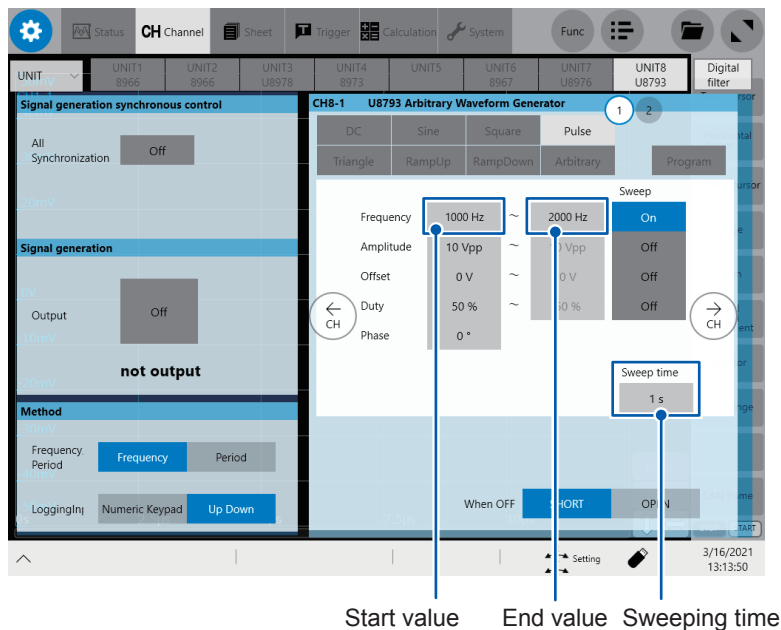 Status CH Channel Sheet Trigger Calculation System Func
UNIT UNIT1 8966 UNIT2 8966 UNIT3 U8978 UNIT4 8973 UNIT5 UNIT6 8967 UNIT7 U8976 UNIT8 U8793 Digital filter
Signal generation synchronous control
All Synchronization Off
Signal generation
Output Off
not output
Method
Frequency Period Frequency Period
LoggingInp Numeric Keypad Up Down
CH8-1 U8793 Arbitrary Waveform Generator 1 2
DC Sine Square Pulse
Triangle RampUp RampDown Arbitrary Program
Sweep
Frequency 1000 Hz ~ 2000 Hz On
Amplitude 10 Vpp ~ 10 Vpp Off
Offset 0 V ~ 0 V Off
Duty 50 % ~ 50 % Off
Phase 0 °
← CH
→ CH
Sweep time
1 s
When OFF SHORT OPEN
Setting
3/16/2021
13:13:50
Start value End value Sweeping time